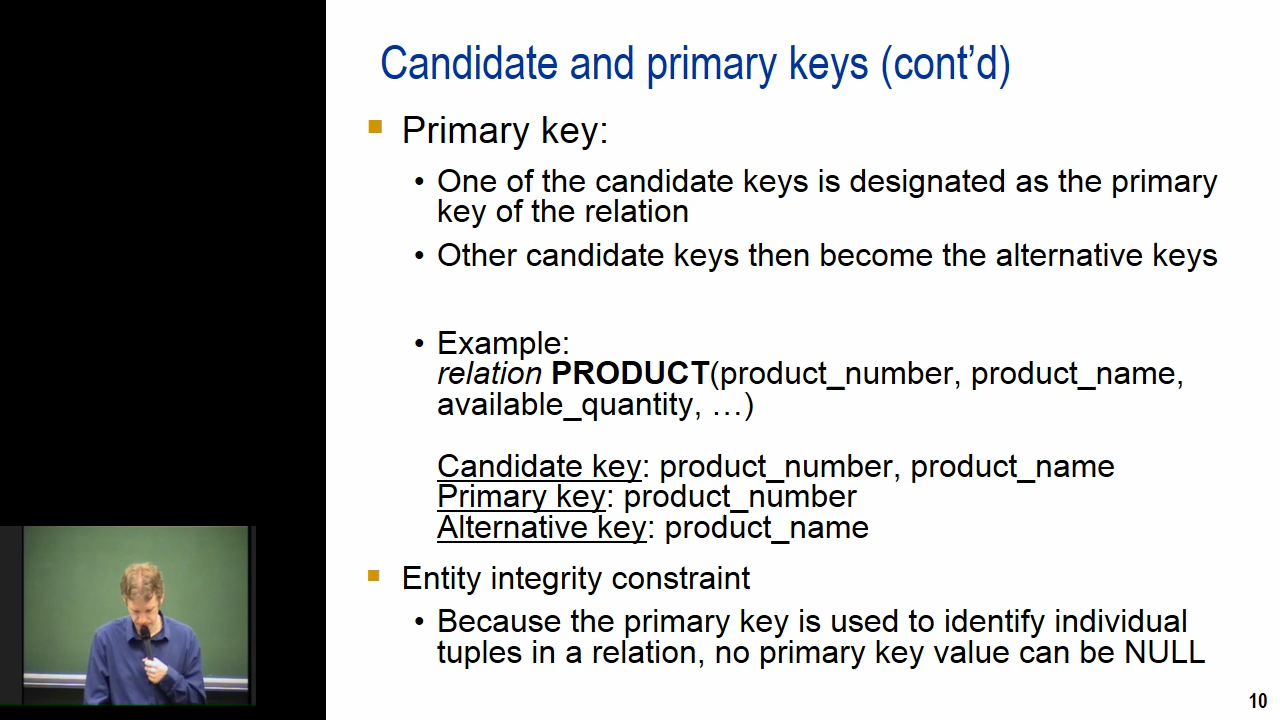 Candidate and primary keys (cont’d)
Primary key:
• One of the candidate keys is designated as the primary
key of the relation
• Other candidate keys then become the alternative keys
• Example:
relation PRODUCT(product_number, product_name,
available_quantity, …)
Candidate key: product_number, product_name
Primary key: product_number
Alternative key: product_name
Entity integrity constraint
• Because the primary key is used to identify individual
tuples in a relation, no primary key value can be NULL
10